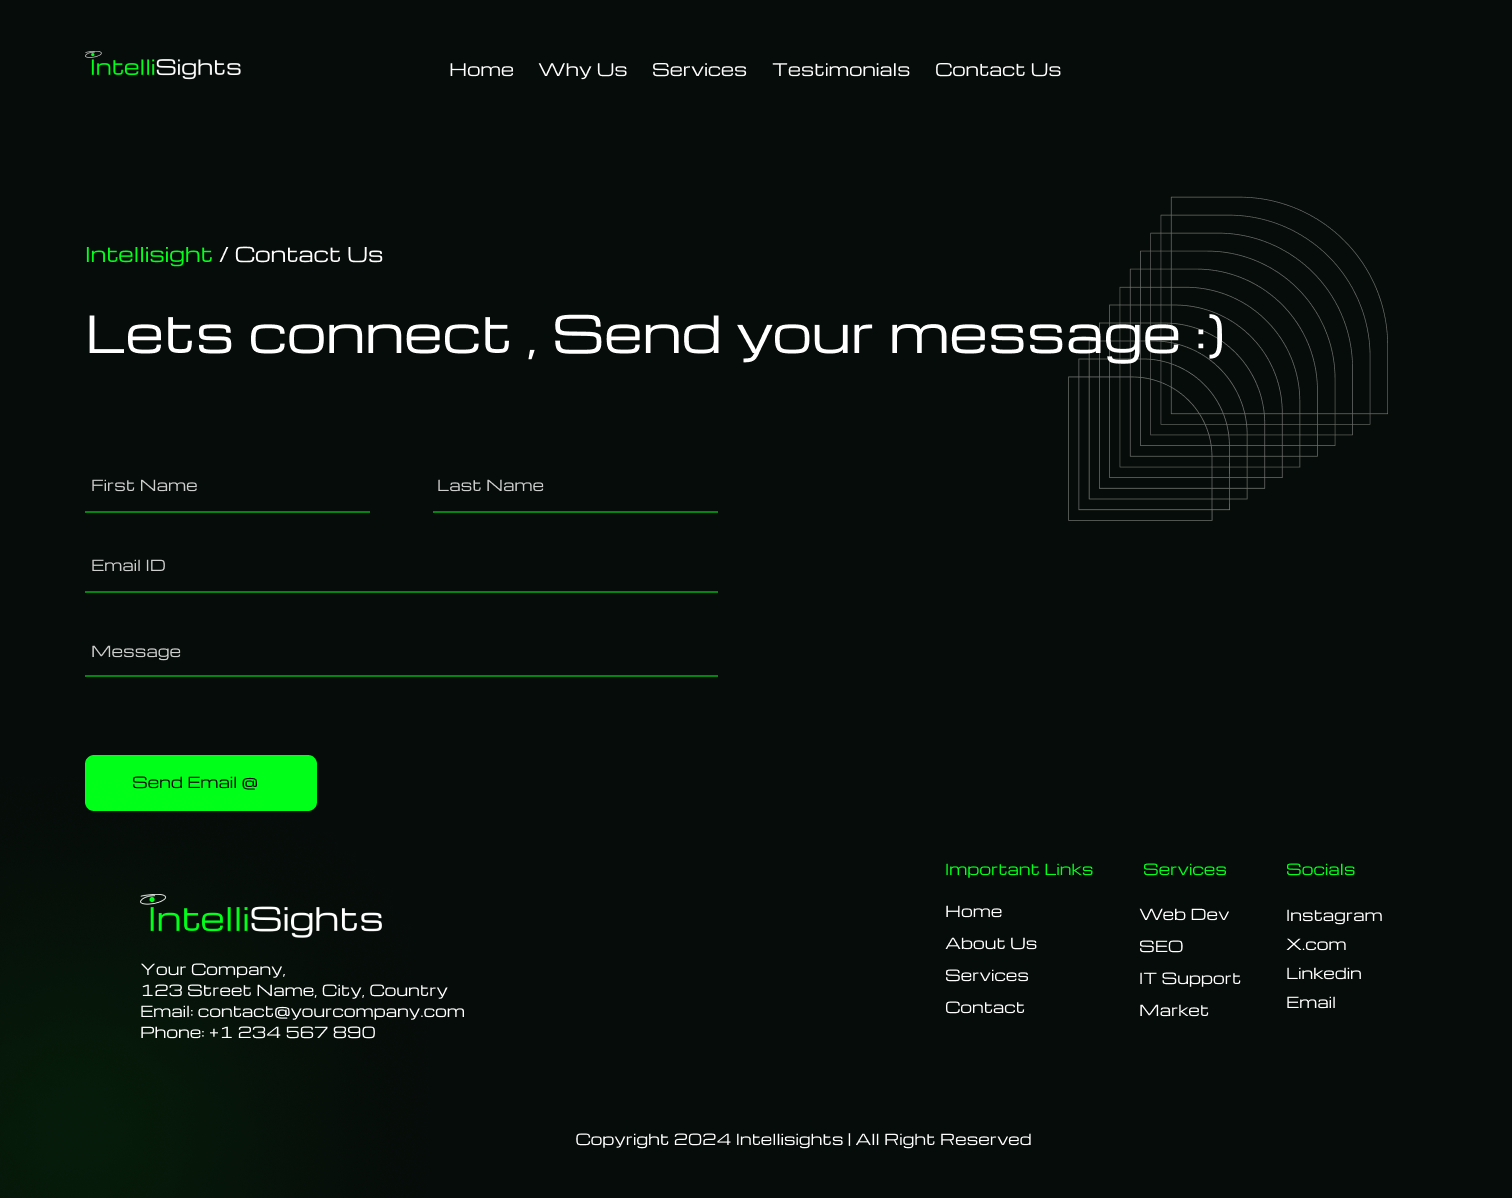 IntelliSights
Home Why Us Services Testimonials Contact Us
Intellisight / Contact Us
Lets connect , Send your message :)
First Name Last Name
Email ID
Message
Send Email @
IntelliSights
Your Company,
123 Street Name, City, Country
Email: contact@yourcompany.com
Phone: +1 234 567 890
Important Links
Home
About Us
Services
Contact
Services
Web Dev
SEO
IT Support
Market
Socials
Instagram
X.com
Linkedin
Email
Copyright 2024 Intellisights | All Right Reserved